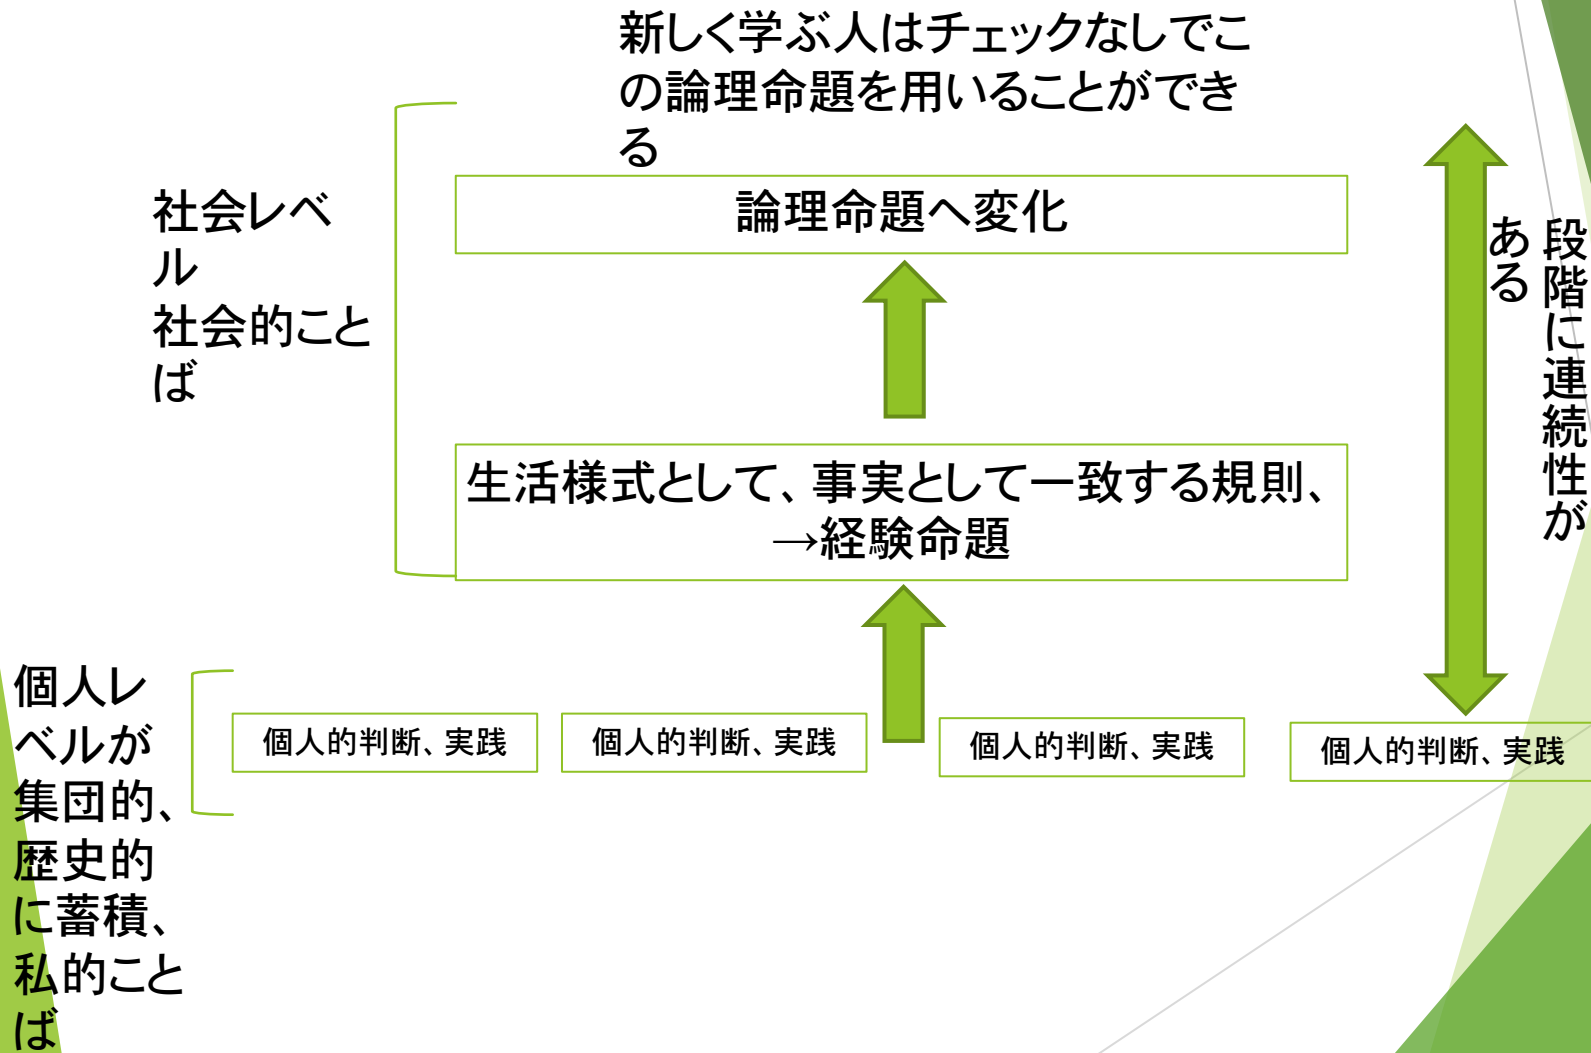 新しく学ぶ人はチェックなしでこ
の論理命題を用いることができ
る
社会レベ
ル
社会的こと
ば
論理命題へ変化
段階に連続性が
ある
生活様式として、事実として一致する規則、
→経験命題
個人レ
ベルが
集団的、
歴史的
に蓄積、
私的こと
ば
個人的判断、実践
個人的判断、実践
個人的判断、実践
個人的判断、実践